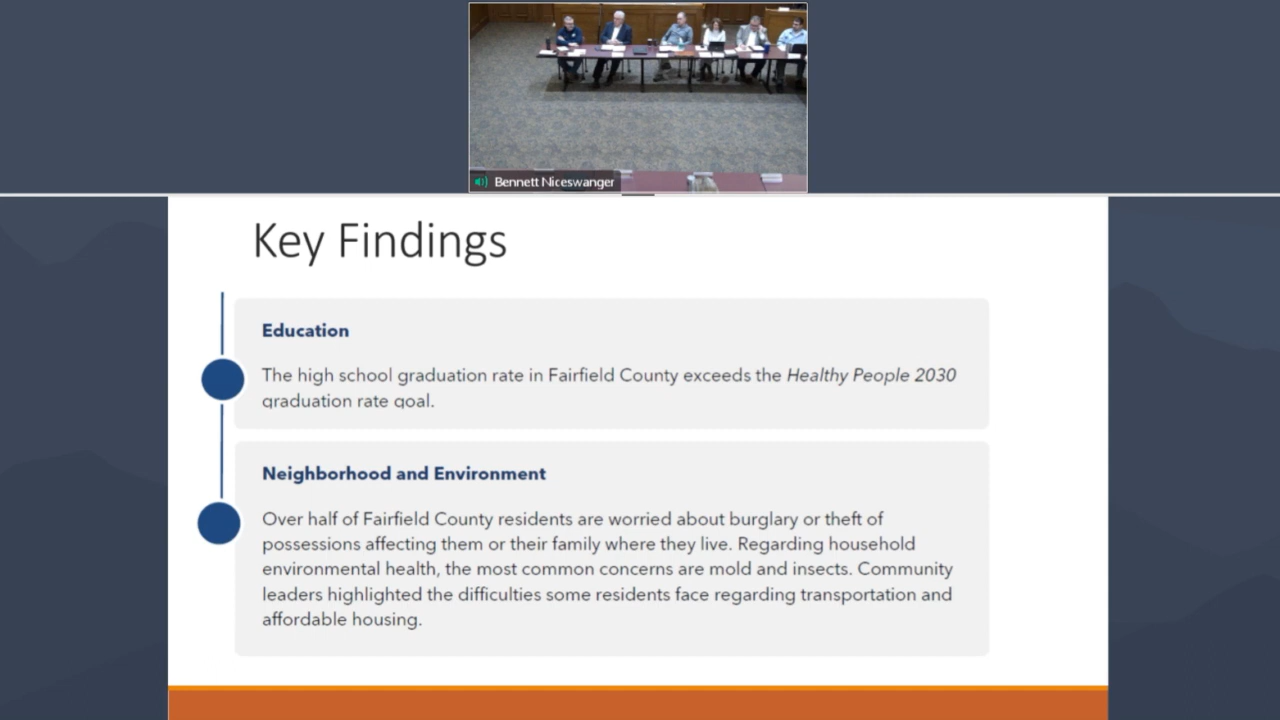 Bennett Niceswanger
Key Findings
Education
The high school graduation rate in Fairfield County exceeds the Healthy People 2030
graduation rate goal.
Neighborhood and Environment
Over half of Fairfield County residents are worried about burglary or theft of
possessions affecting them or their family where they live. Regarding household
environmental health, the most common concerns are mold and insects. Community
leaders highlighted the difficulties some residents face regarding transportation and
affordable housing.